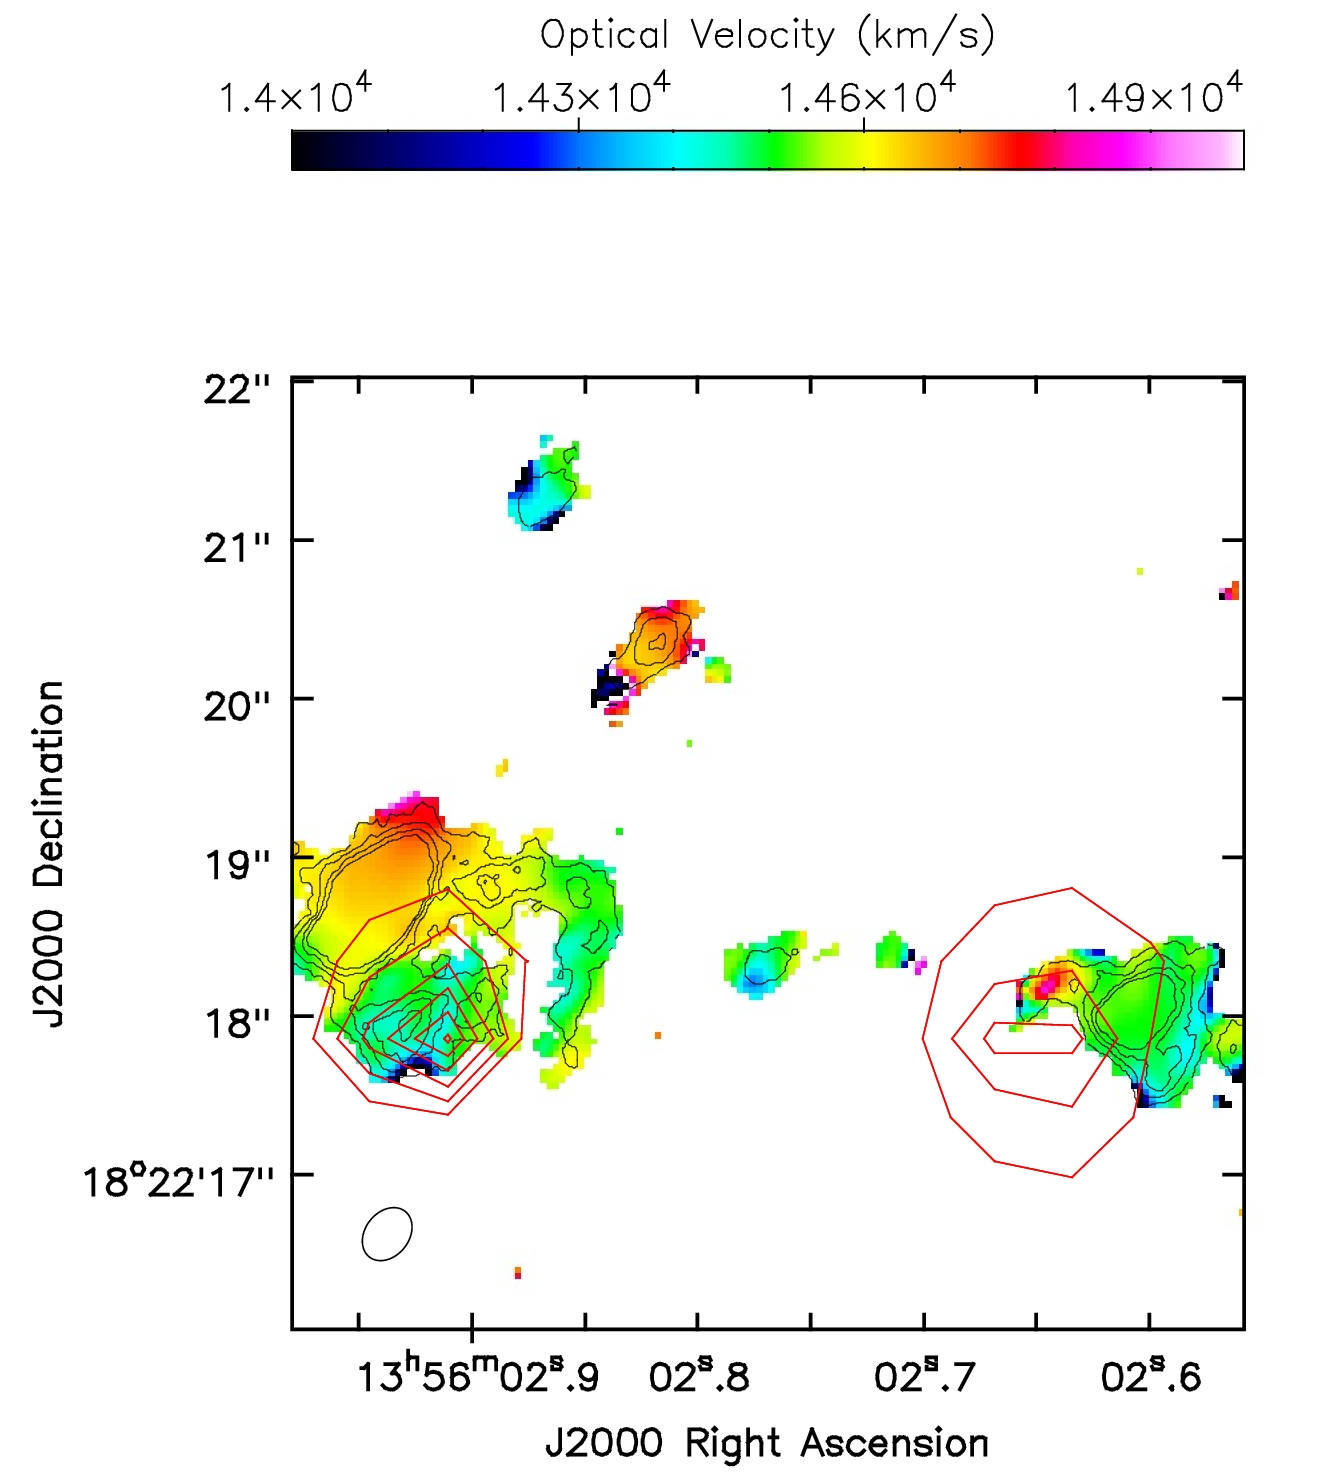 Optical Velocity (km/s)
1.4×10⁴ 1.43×10⁴ 1.46×10⁴ 1.49×10⁴
22"
21"
20"
19"
18"
18°22'17"
J2000 Declination
13ʰ56ᵐ02ˢ.9 02ˢ.8 02ˢ.7 02ˢ.6
J2000 Right Ascension